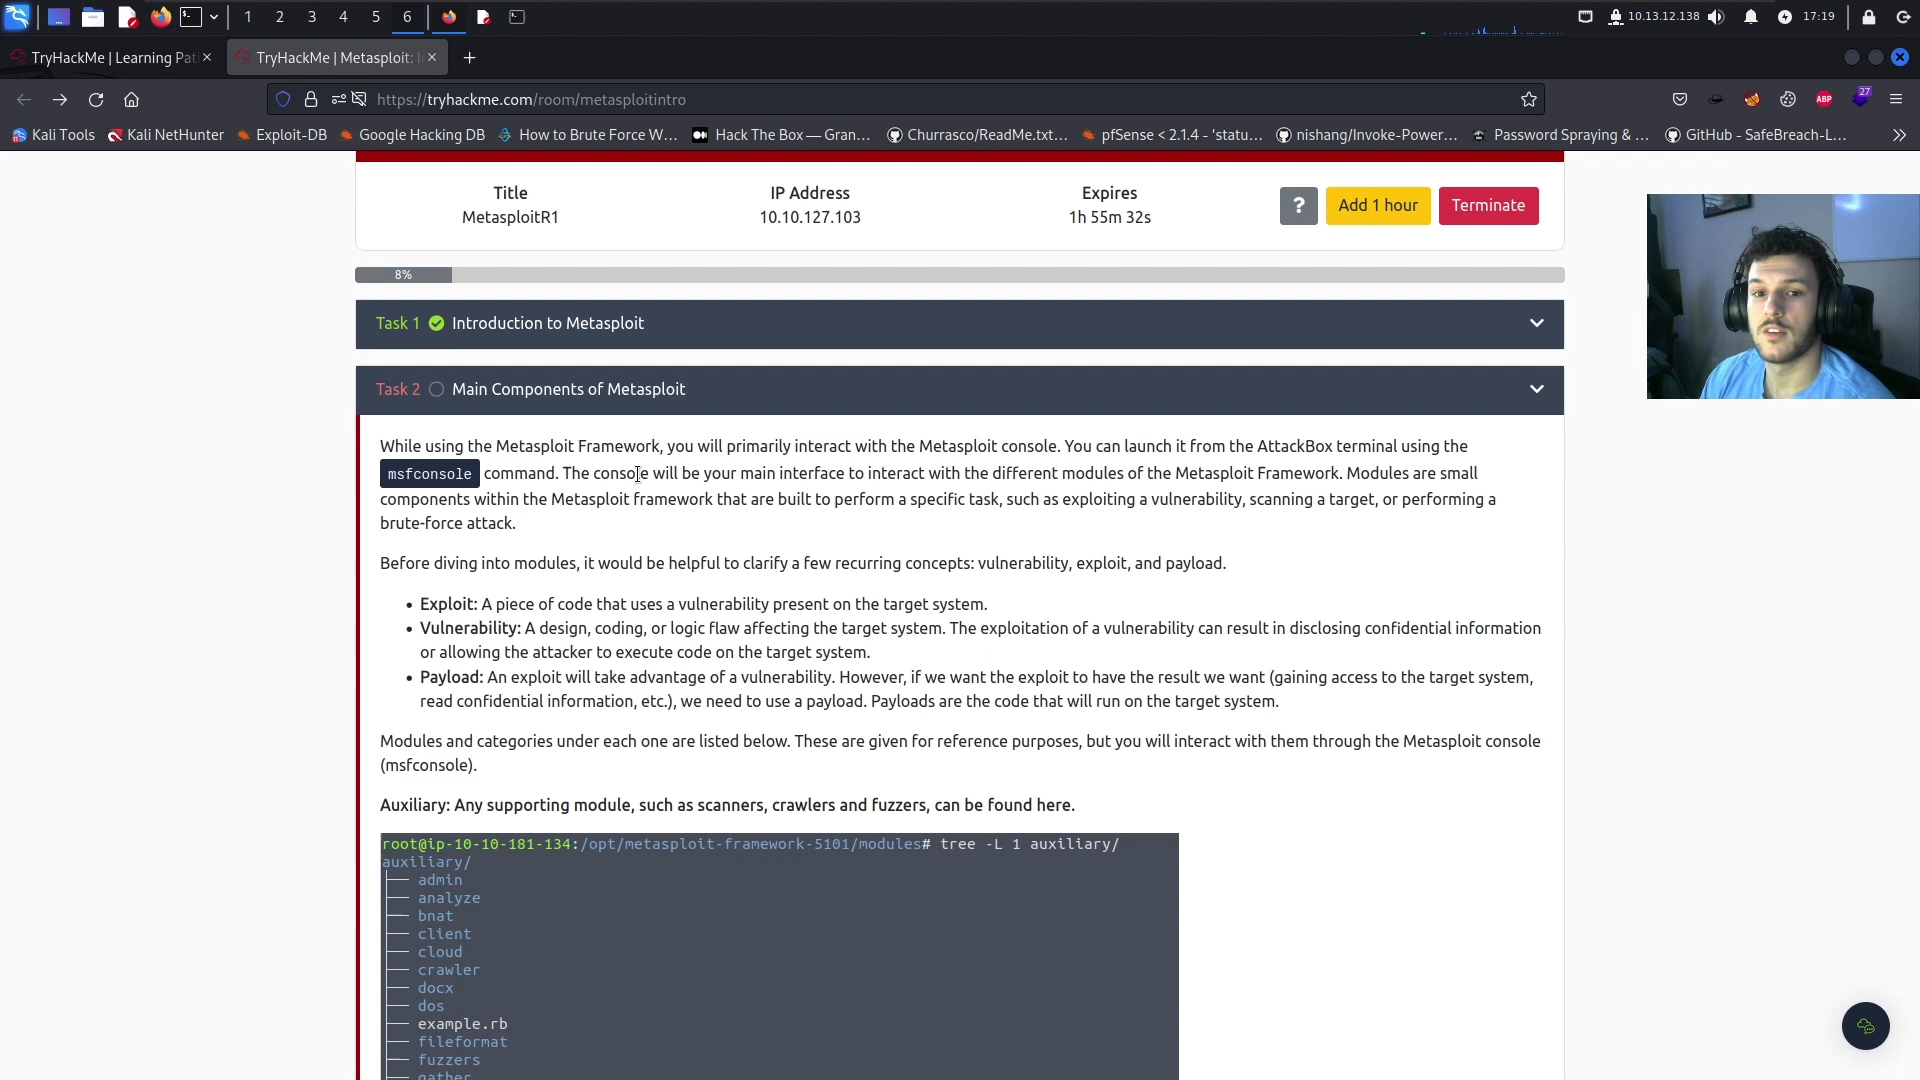 1 2 3 4 5 6 10.13.12.138 17:19
TryHackMe | Learning Pat TryHackMe | Metasploit: I
https://tryhackme.com/room/metasploitintro ABP 27
Kali Tools Kali NetHunter Exploit-DB Google Hacking DB How to Brute Force W... Hack The Box — Gran... Churrasco/ReadMe.txt... pfSense < 2.1.4 - 'statu... nishang/Invoke-Power... Password Spraying & ... GitHub - SafeBreach-L...
Title IP Address Expires
MetasploitR1 10.10.127.103 1h 55m 32s ? Add 1 hour Terminate
8%
Task 1 Introduction to Metasploit
Task 2 Main Components of Metasploit
While using the Metasploit Framework, you will primarily interact with the Metasploit console. You can launch it from the AttackBox terminal using the
msfconsole command. The console will be your main interface to interact with the different modules of the Metasploit Framework. Modules are small
components within the Metasploit framework that are built to perform a specific task, such as exploiting a vulnerability, scanning a target, or performing a
brute-force attack.
Before diving into modules, it would be helpful to clarify a few recurring concepts: vulnerability, exploit, and payload.
• Exploit: A piece of code that uses a vulnerability present on the target system.
• Vulnerability: A design, coding, or logic flaw affecting the target system. The exploitation of a vulnerability can result in disclosing confidential information
or allowing the attacker to execute code on the target system.
• Payload: An exploit will take advantage of a vulnerability. However, if we want the exploit to have the result we want (gaining access to the target system,
read confidential information, etc.), we need to use a payload. Payloads are the code that will run on the target system.
Modules and categories under each one are listed below. These are given for reference purposes, but you will interact with them through the Metasploit console
(msfconsole).
Auxiliary: Any supporting module, such as scanners, crawlers and fuzzers, can be found here.
root@ip-10-10-181-134:/opt/metasploit-framework-5101/modules# tree -L 1 auxiliary/
auxiliary/
├── admin
├── analyze
├── bnat
├── client
├── cloud
├── crawler
├── docx
├── dos
├── example.rb
├── fileformat
├── fuzzers
├── gather